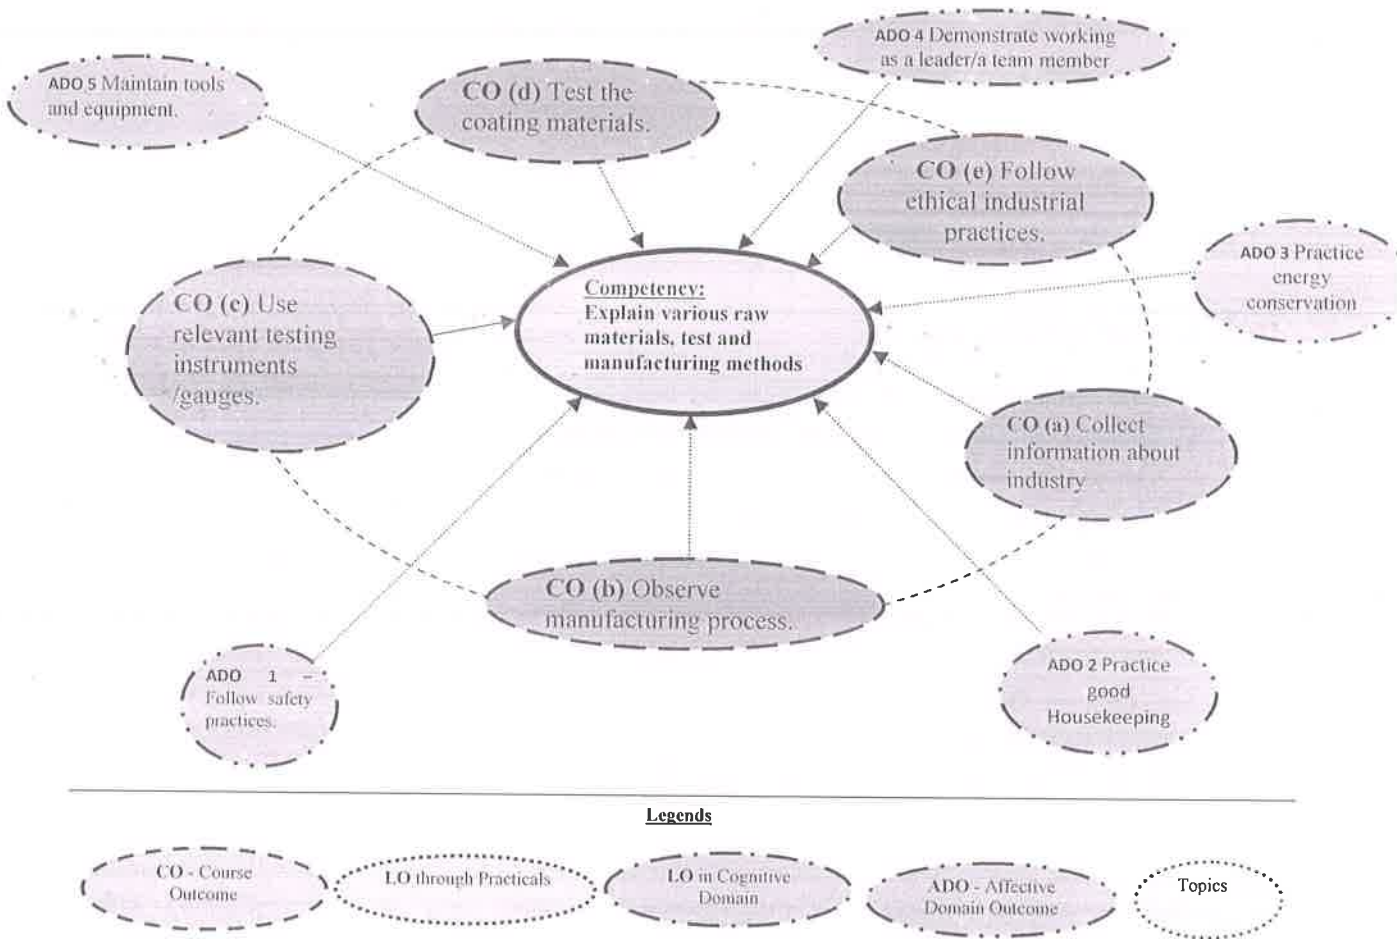 ADO 4 Demonstrate working
as a leader/a team member
ADO 5 Maintain tools
and equipment.
CO (d) Test the
coating materials.
CO (e) Follow
ethical industrial
practices.
ADO 3 Practice
energy
conservation
CO (c) Use
relevant testing
instruments
/gauges.
Competency:
Explain various raw
materials, test and
manufacturing methods
CO (a) Collect
information about
industry
CO (b) Observe
manufacturing process.
ADO 1 –
Follow safety
practices.
ADO 2 Practice
good
Housekeeping
Legends
CO - Course
Outcome
LO through Practicals
LO in Cognitive
Domain
ADO - Affective
Domain Outcome
Topics